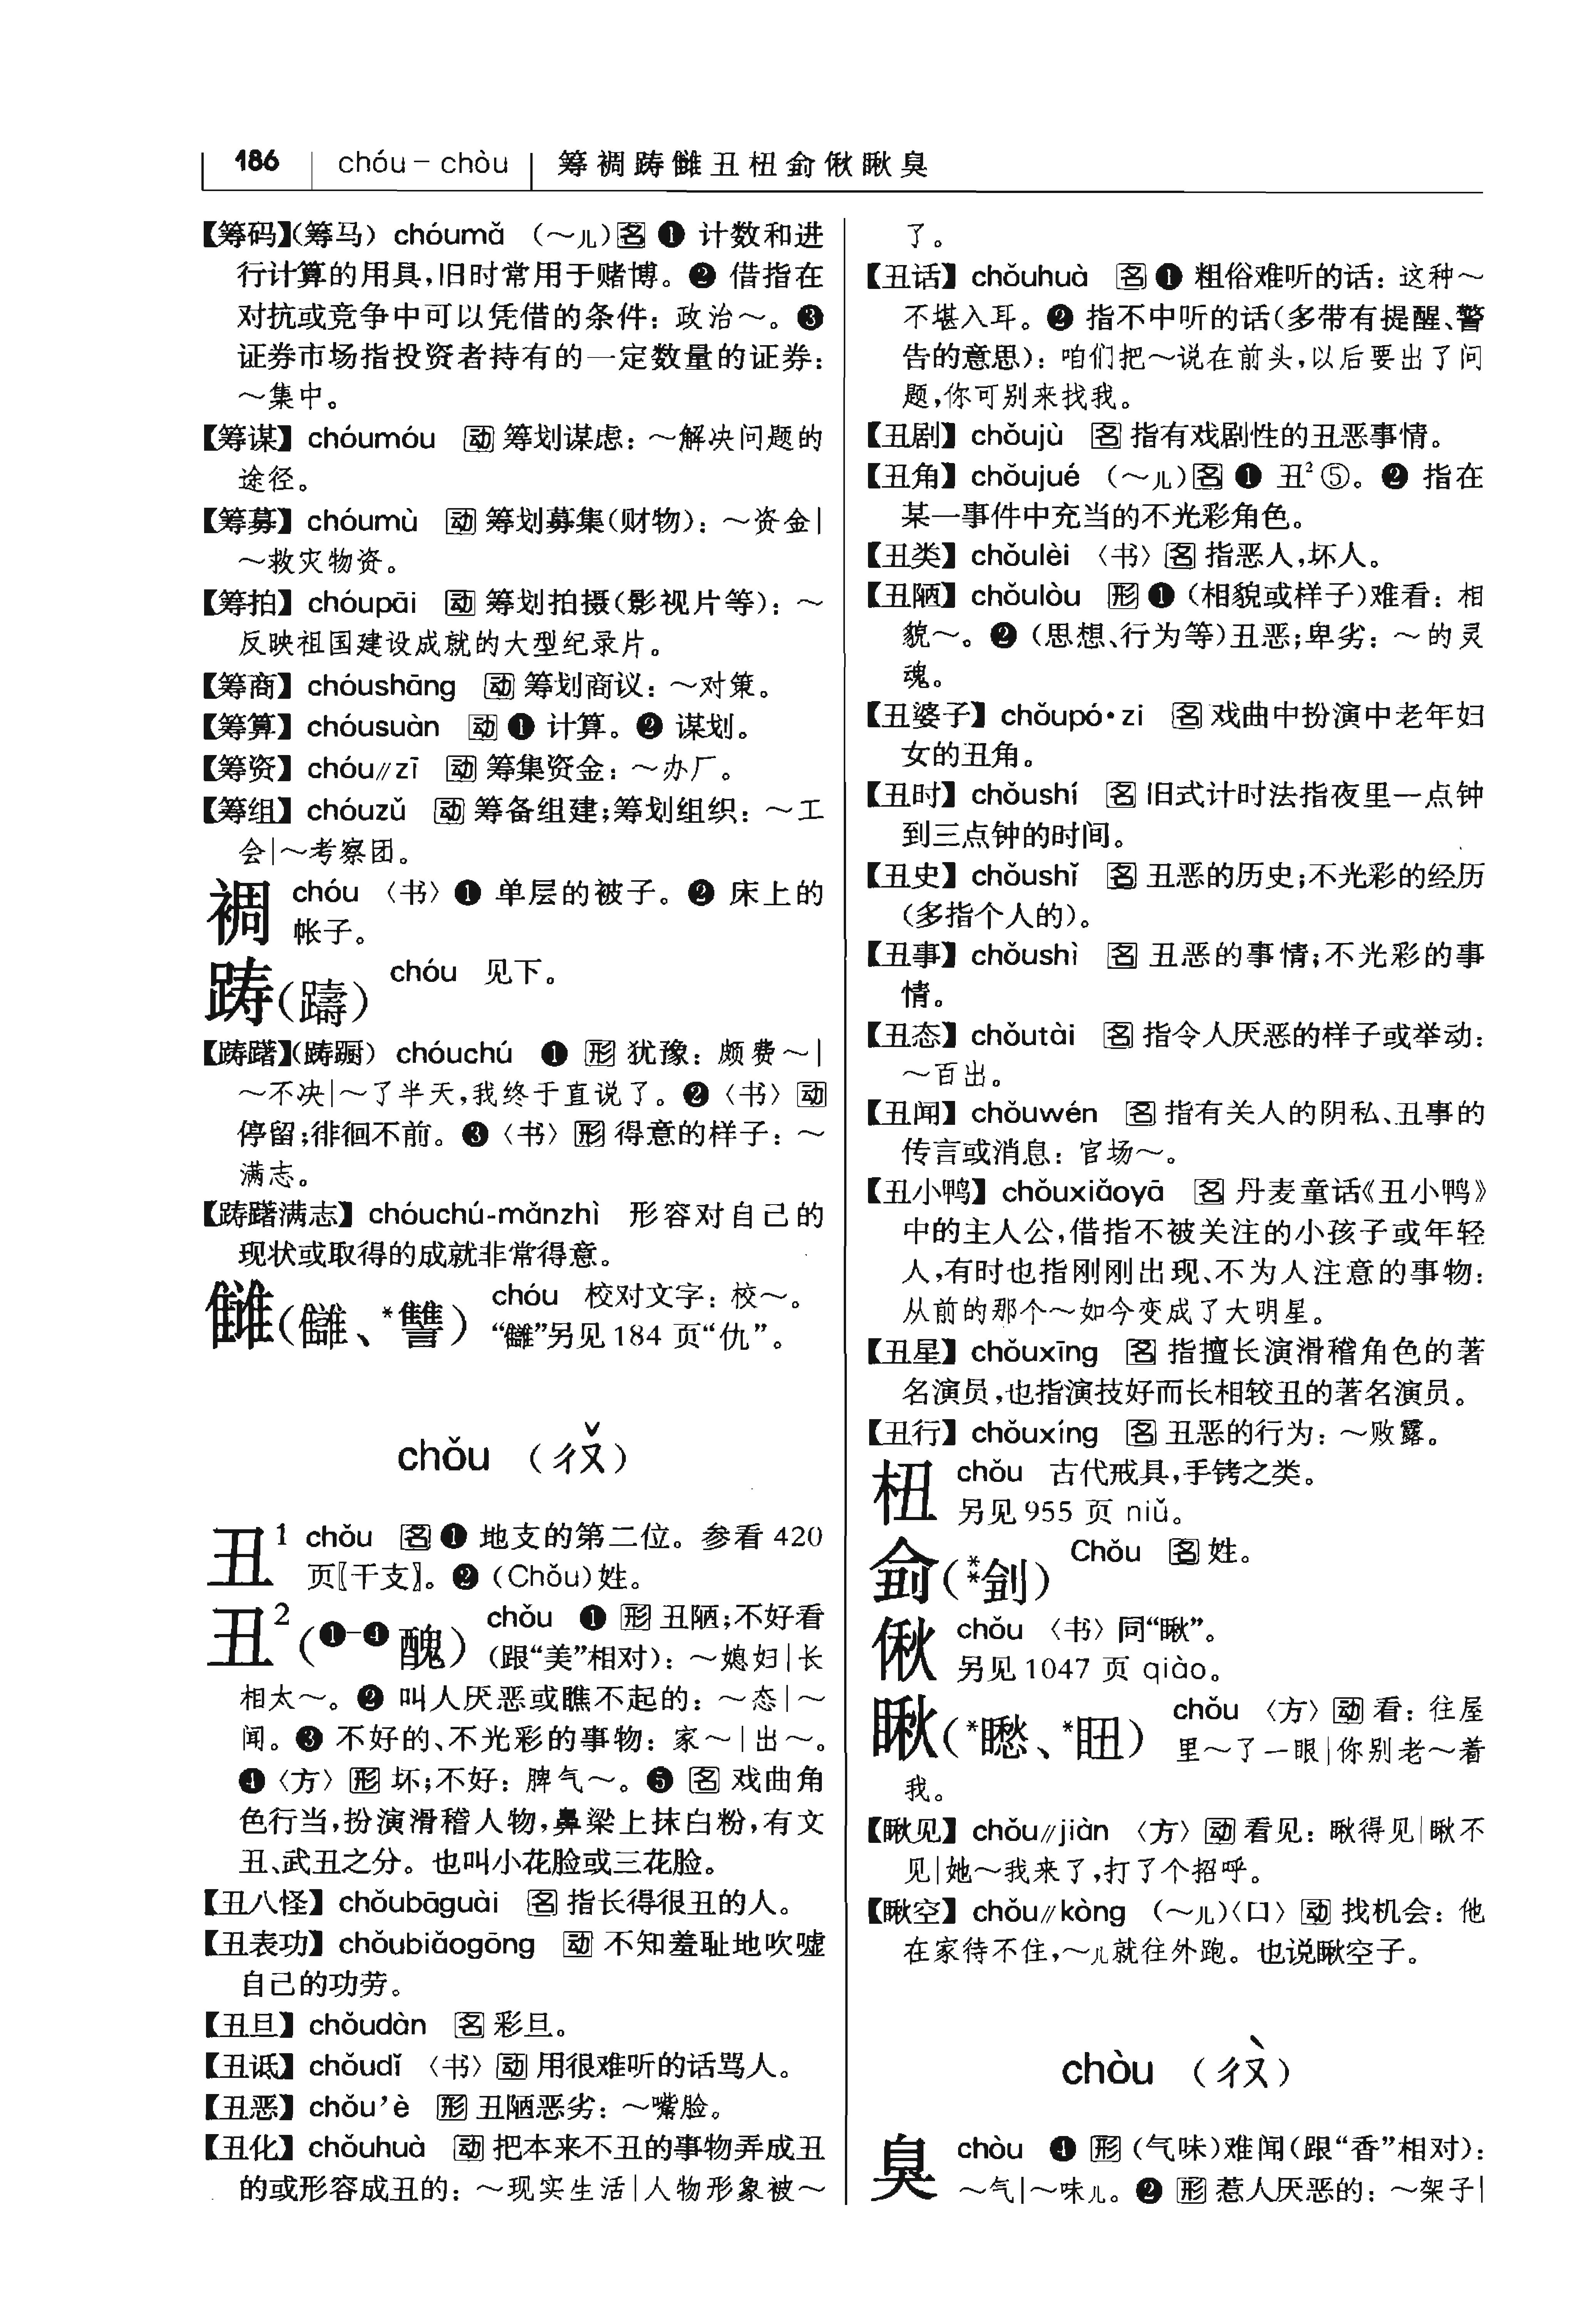 186 chóu－chòu 筹裯踌雠丑杻㑳偢瞅臭
【筹码】(筹马) chóumǎ （～儿）名 ❶ 计数和进
行计算的用具，旧时常用于赌博。❷ 借指在
对抗或竞争中可以凭借的条件：政治～。❸
证券市场指投资者持有的一定数量的证券：
～集中。
【筹谋】 chóumóu 动 筹划谋虑：～解决问题的
途径。
【筹募】 chóumù 动 筹划募集(财物)：～资金|
～救灾物资。
【筹拍】 chóupāi 动 筹划拍摄(影视片等)：～
反映祖国建设成就的大型纪录片。
【筹商】 chóushāng 动 筹划商议：～对策。
【筹算】 chóusuàn 动 ❶ 计算。❷ 谋划。
【筹资】 chóu∥zī 动 筹集资金：～办厂。
【筹组】 chóuzǔ 动 筹备组建；筹划组织：～工
会|～考察团。
裯 chóu 〈书〉❶ 单层的被子。❷ 床上的
帐子。
踌(躊) chóu 见下。
【踌躇】(踌蹰) chóuchú ❶ 形 犹豫：颇费～|
～不决|～了半天，我终于直说了。❷〈书〉动
停留；徘徊不前。❸〈书〉形 得意的样子：～
满志。
【踌躇满志】 chóuchú-mǎnzhì 形容对自己的
现状或取得的成就非常得意。
雠(讎、*讐) chóu 校对文字：校～。
“雠”另见 184 页“仇”。
chǒu （ㄔㄡˇ）
丑¹ chǒu 名 ❶ 地支的第二位。参看 420
页〖干支〗。❷（Chǒu）姓。
丑²(❶-❹醜) chǒu ❶ 形 丑陋；不好看
(跟“美”相对)：～媳妇|长
相太～。❷ 叫人厌恶或瞧不起的：～态|～
闻。❸ 不好的、不光彩的事物：家～|出～。
❹〈方〉形 坏；不好：脾气～。❺ 名 戏曲角
色行当，扮演滑稽人物，鼻梁上抹白粉，有文
丑、武丑之分。也叫小花脸或三花脸。
【丑八怪】 chǒubāguài 名 指长得很丑的人。
【丑表功】 chǒubiǎogōng 动 不知羞耻地吹嘘
自己的功劳。
【丑旦】 chǒudàn 名 彩旦。
【丑诋】 chǒudǐ 〈书〉动 用很难听的话骂人。
【丑恶】 chǒu’è 形 丑陋恶劣：～嘴脸。
【丑化】 chǒuhuà 动 把本来不丑的事物弄成丑
的或形容成丑的：～现实生活|人物形象被～
了。
【丑话】 chǒuhuà 名 ❶ 粗俗难听的话：这种～
不堪入耳。❷ 指不中听的话(多带有提醒、警
告的意思)：咱们把～说在前头，以后要出了问
题，你可别来找我。
【丑剧】 chǒujù 名 指有戏剧性的丑恶事情。
【丑角】 chǒujué （～儿）名 ❶ 丑²⑤。❷ 指在
某一事件中充当的不光彩角色。
【丑类】 chǒulèi 〈书〉名 指恶人，坏人。
【丑陋】 chǒulòu 形 ❶（相貌或样子）难看：相
貌～。❷（思想、行为等）丑恶；卑劣：～的灵
魂。
【丑婆子】 chǒupó·zi 名 戏曲中扮演中老年妇
女的丑角。
【丑时】 chǒushí 名 旧式计时法指夜里一点钟
到三点钟的时间。
【丑史】 chǒushǐ 名 丑恶的历史；不光彩的经历
(多指个人的)。
【丑事】 chǒushì 名 丑恶的事情；不光彩的事
情。
【丑态】 chǒutài 名 指令人厌恶的样子或举动：
～百出。
【丑闻】 chǒuwén 名 指有关人的阴私、丑事的
传言或消息：官场～。
【丑小鸭】 chǒuxiǎoyā 名 丹麦童话《丑小鸭》
中的主人公，借指不被关注的小孩子或年轻
人，有时也指刚刚出现、不为人注意的事物：
从前的那个～如今变成了大明星。
【丑星】 chǒuxīng 名 指擅长演滑稽角色的著
名演员，也指演技好而长相较丑的著名演员。
【丑行】 chǒuxíng 名 丑恶的行为：～败露。
杻 chǒu 古代戒具，手铐之类。
另见 955 页 niǔ。
Chǒu 名 姓。
偢 chǒu 〈书〉同“瞅”。
另见 1047 页 qiào。
瞅(*矁、*䀔) chǒu 〈方〉动 看：往屋
里～了一眼|你别老～着
我。
【瞅见】 chǒu∥jiàn 〈方〉动 看见：瞅得见|瞅不
见|她～我来了，打了个招呼。
【瞅空】 chǒu∥kòng （～儿）〈口〉动 找机会：他
在家待不住，～儿就往外跑。也说瞅空子。
chòu （ㄔㄡˋ）
臭 chòu ❶ 形（气味）难闻（跟“香”相对）：
～气|～味儿。❷ 形 惹人厌恶的：～架子|